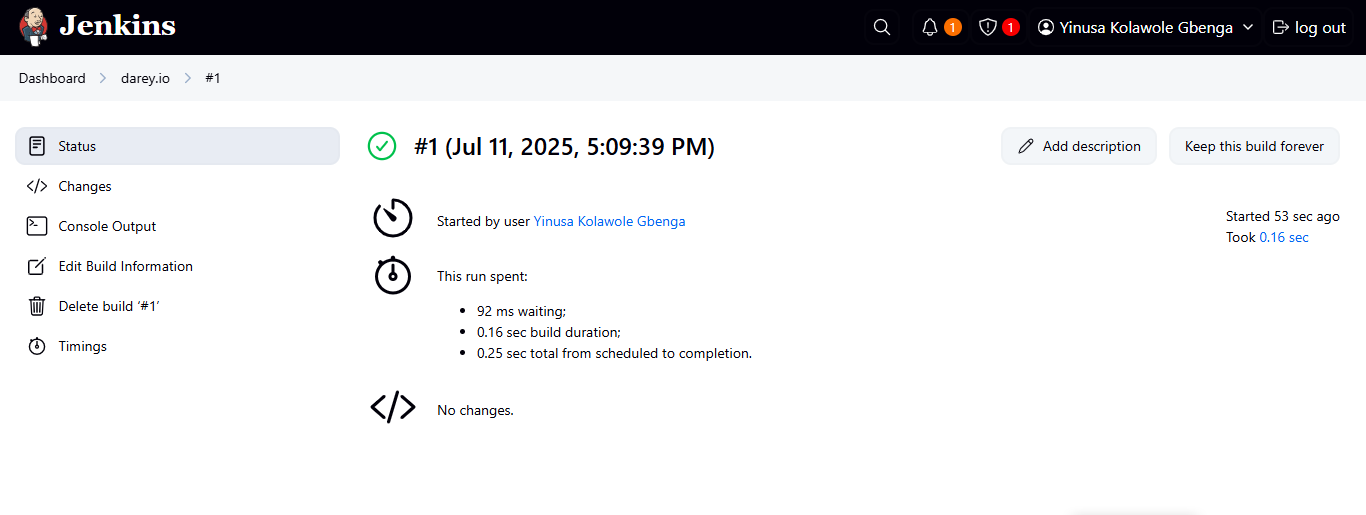 Jenkins
1
1
Yinusa Kolawole Gbenga
log out
Dashboard > darey.io > #1
Status
Changes
Console Output
Edit Build Information
Delete build ‘#1’
Timings
#1 (Jul 11, 2025, 5:09:39 PM)
Add description
Keep this build forever
Started by user Yinusa Kolawole Gbenga
Started 53 sec ago
Took 0.16 sec
This run spent:
• 92 ms waiting;
• 0.16 sec build duration;
• 0.25 sec total from scheduled to completion.
No changes.